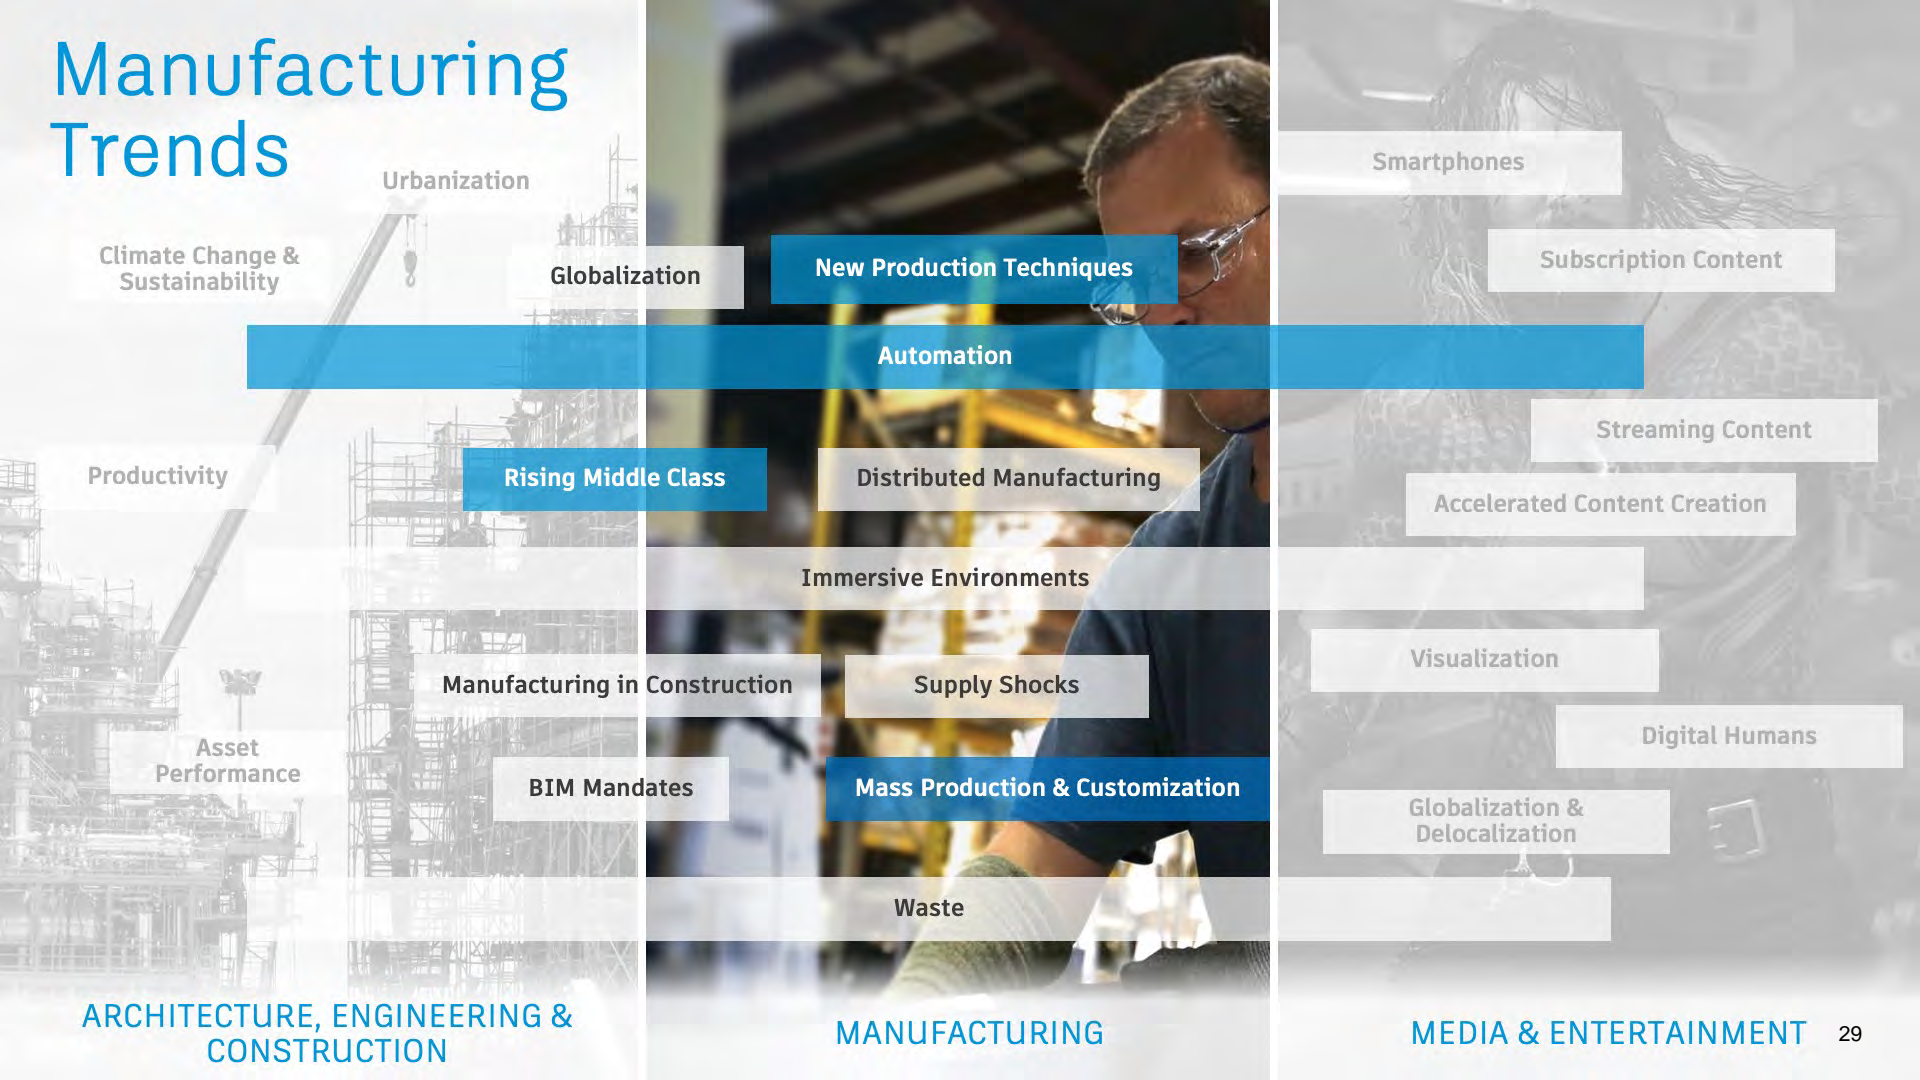 Manufacturing
Trends
Urbanization
Smartphones
Climate Change &
Sustainability
Globalization
New Production Techniques
Subscription Content
Automation
Streaming Content
Productivity
Rising Middle Class
Distributed Manufacturing
Accelerated Content Creation
Immersive Environments
Visualization
Manufacturing in Construction
Supply Shocks
Digital Humans
Asset
Performance
BIM Mandates
Mass Production & Customization
Globalization &
Delocalization
Waste
ARCHITECTURE, ENGINEERING &
CONSTRUCTION
MANUFACTURING
MEDIA & ENTERTAINMENT
29